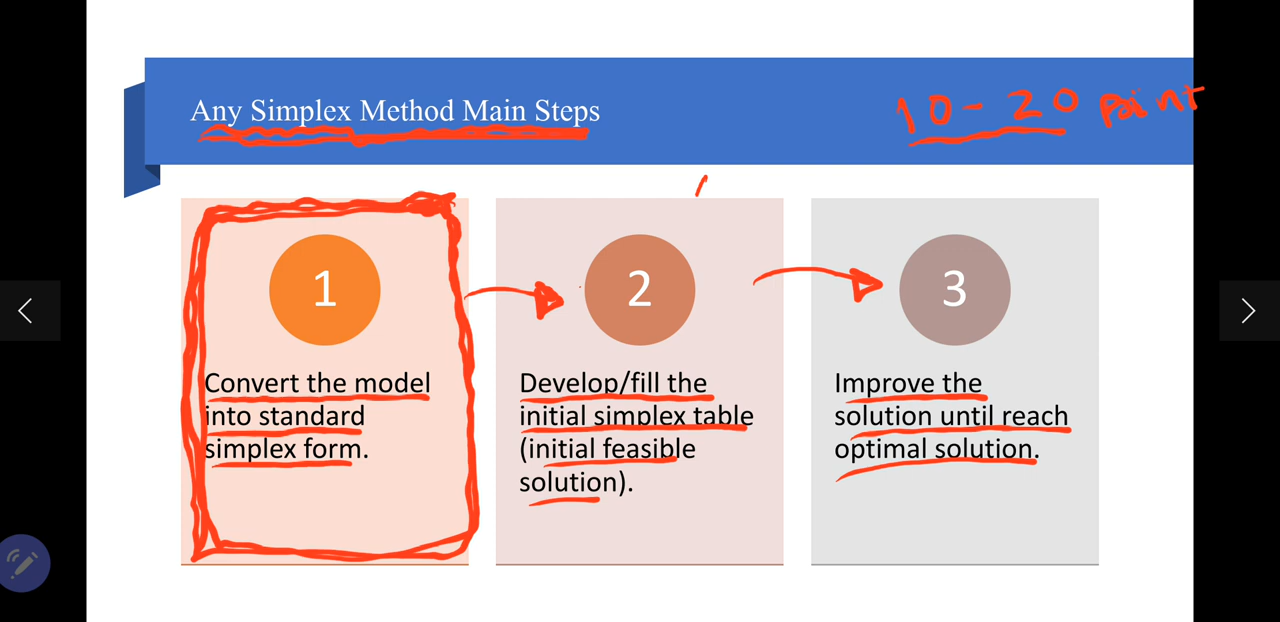 Any Simplex Method Main Steps
10 - 20 Point
1
Convert the model
into standard
simplex form.
2
Develop/fill the
initial simplex table
(initial feasible
solution).
3
Improve the
solution until reach
optimal solution.